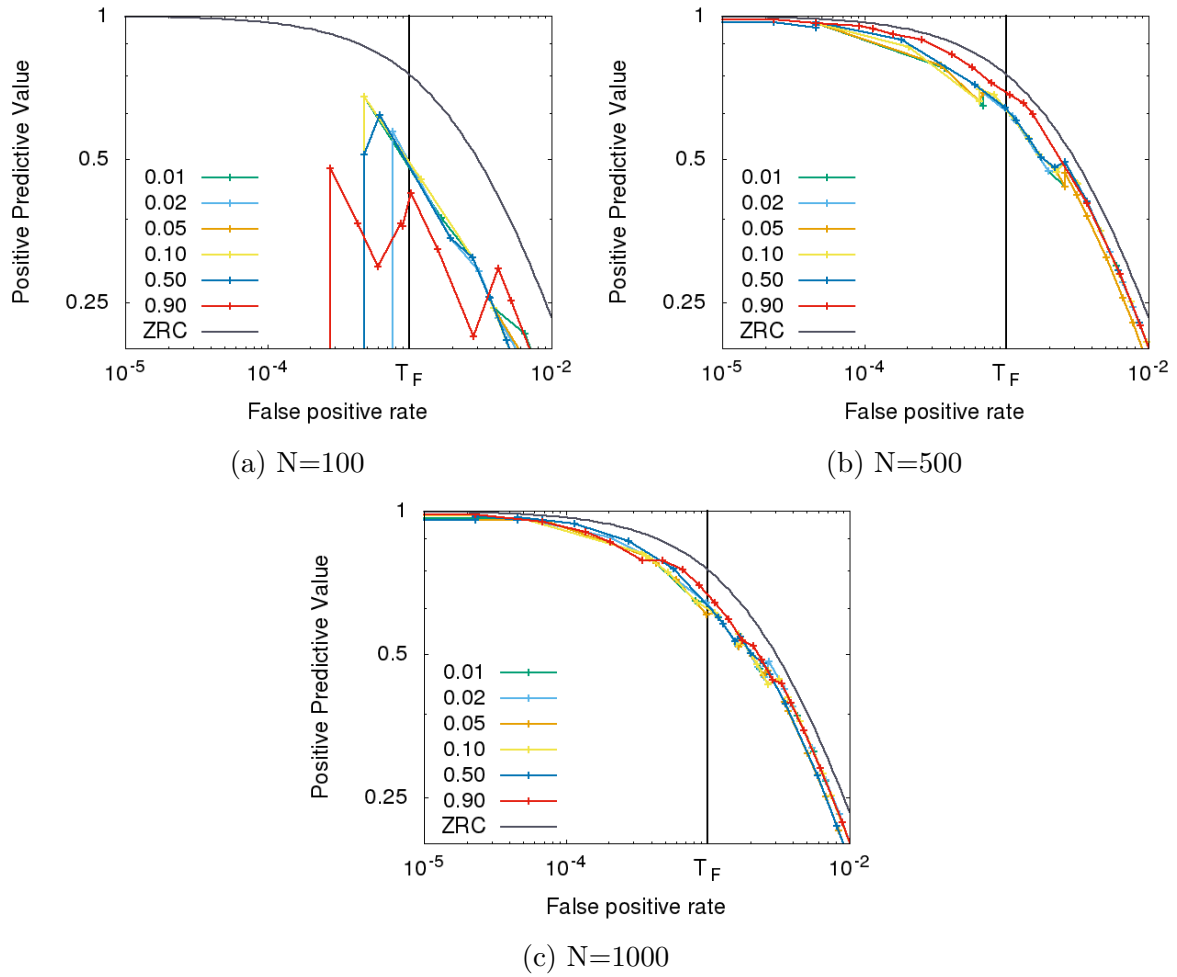 1
0.5
0.25
Positive Predictive Value
0.01
0.02
0.05
0.10
0.50
0.90
ZRC
10^-5
10^-4
T_F
10^-2
False positive rate
(a) N=100
1
0.5
0.25
Positive Predictive Value
0.01
0.02
0.05
0.10
0.50
0.90
ZRC
10^-5
10^-4
T_F
10^-2
False positive rate
(b) N=500
1
0.5
0.25
Positive Predictive Value
0.01
0.02
0.05
0.10
0.50
0.90
ZRC
10^-5
10^-4
T_F
10^-2
False positive rate
(c) N=1000